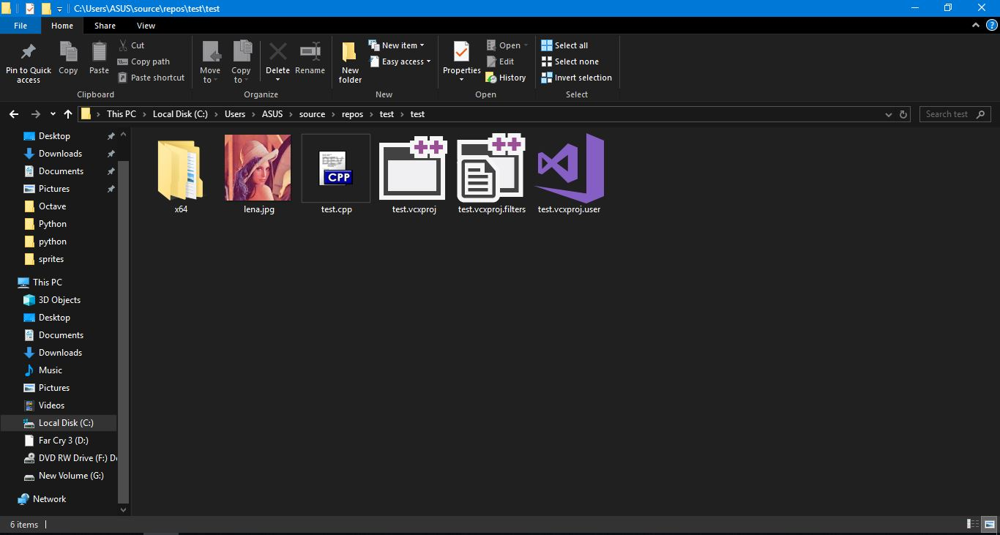 C:\Users\ASUS\source\repos\test\test
File Home Share View
Pin to Quick access
Copy
Paste
Cut
Copy path
Paste shortcut
Clipboard
Move to
Copy to
Delete
Rename
Organize
New folder
New item
Easy access
New
Properties
Open
Edit
History
Open
Select all
Select none
Invert selection
Select
This PC > Local Disk (C:) > Users > ASUS > source > repos > test > test
Search test
Desktop
Downloads
Documents
Pictures
Octave
Python
python
sprites
This PC
3D Objects
Desktop
Documents
Downloads
Music
Pictures
Videos
Local Disk (C:)
Far Cry 3 (D:)
DVD RW Drive (F:) D
New Volume (G:)
Network
x64
lena.jpg
CPP
test.cpp
test.vcxproj
test.vcxproj.filters
test.vcxproj.user
6 items